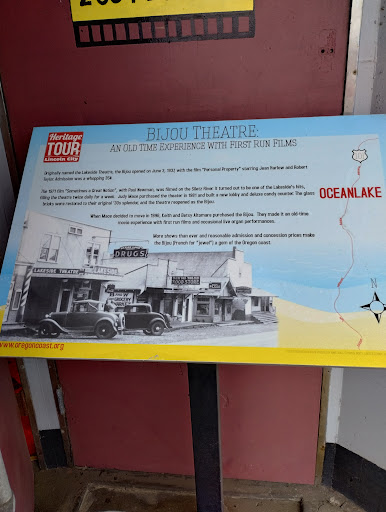 Heritage
TOUR
Lincoln City
BIJOU THEATRE:
AN OLD TIME EXPERIENCE WITH FIRST RUN FILMS
Originally named the Lakeside Theatre, the Bijou opened on June 3, 1937, with the film "Personal Property" starring Jean Harlow and Robert
Taylor. Admission was a whopping 35¢.
The 1971 film "Sometimes a Great Notion", with Paul Newman, was filmed on the Siletz River. It turned out to be one of the Lakeside's hits,
filling the theatre twice daily for a week. Judy Mace purchased the theater in 1981 and built a new lobby and deluxe candy counter. The glass
bricks were restored to their original '30s splendor, and the theatre reopened as the Bijou.
When Mace decided to move in 1996, Keith and Betsy Altomare purchased the Bijou. They made it an old-time
movie experience with first run films and occasional live organ performances.
More shows than ever and reasonable admission and concession prices make
the Bijou (French for "jewel") a gem of the Oregon coast.
OCEANLAKE
LAKESIDE THEATRE
LAKESIDE
DRUGS
FOOD STORE
www.oregoncoast.org